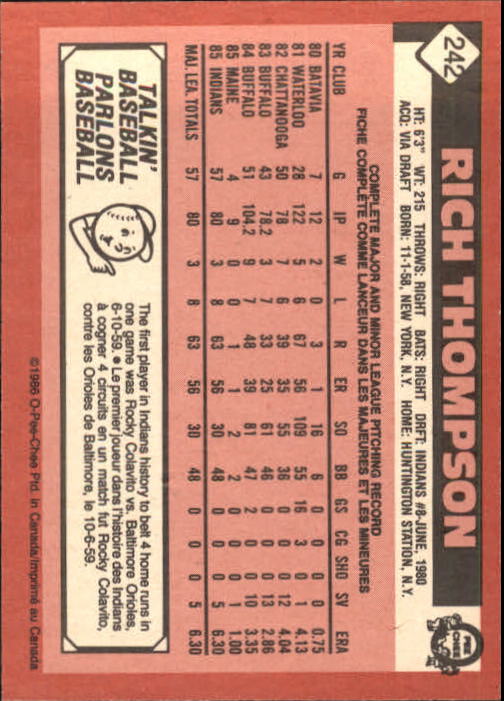 242
RICH THOMPSON
O
PEE
CHEE
HT: 6'3" WT: 215 THROWS: RIGHT BATS: RIGHT DRFT: INDIANS #8-JUNE, 1980
ACQ: VIA DRAFT BORN: 11-1-58, NEW YORK, N.Y. HOME: HUNTINGTON STATION, N.Y.
COMPLETE MAJOR AND MINOR LEAGUE PITCHING RECORD
FICHE COMPLÈTE COMME LANCEUR DANS LES MAJEURES ET LES MINEURES
YR CLUB G IP W L R ER SO BB GS CG SHO SV ERA
80 BATAVIA 7 12 2 0 3 1 16 6 0 0 0 0 0.75
81 WATERLOO 28 122 5 6 67 56 109 55 16 3 0 1 4.13
82 CHATTANOOGA 50 78 7 6 39 35 55 36 0 0 0 12 4.04
83 BUFFALO 43 78.2 3 7 33 25 61 46 0 0 0 13 2.86
84 BUFFALO 51 104.2 9 7 48 39 81 47 2 0 0 10 3.35
85 MAINE 4 9 0 0 1 1 2 2 0 0 0 1 1.00
85 INDIANS 57 80 3 8 63 56 30 48 0 0 0 5 6.30
MAJ. LEA. TOTALS 57 80 3 8 63 56 30 48 0 0 0 5 6.30
TALKIN'
BASEBALL
PARLONS
BASEBALL
The first player in Indians history to belt 4 home runs in
one game was Rocky Colavito vs. Baltimore Orioles,
6-10-59. ● Le premier joueur dans l'histoire des Indians
à cogner 4 circuits en un match fut Rocky Colavito,
contre les Orioles de Baltimore, le 10-6-59.
©1986 O-Pee-Chee Ptd. in Canada/Imprimé au Canada